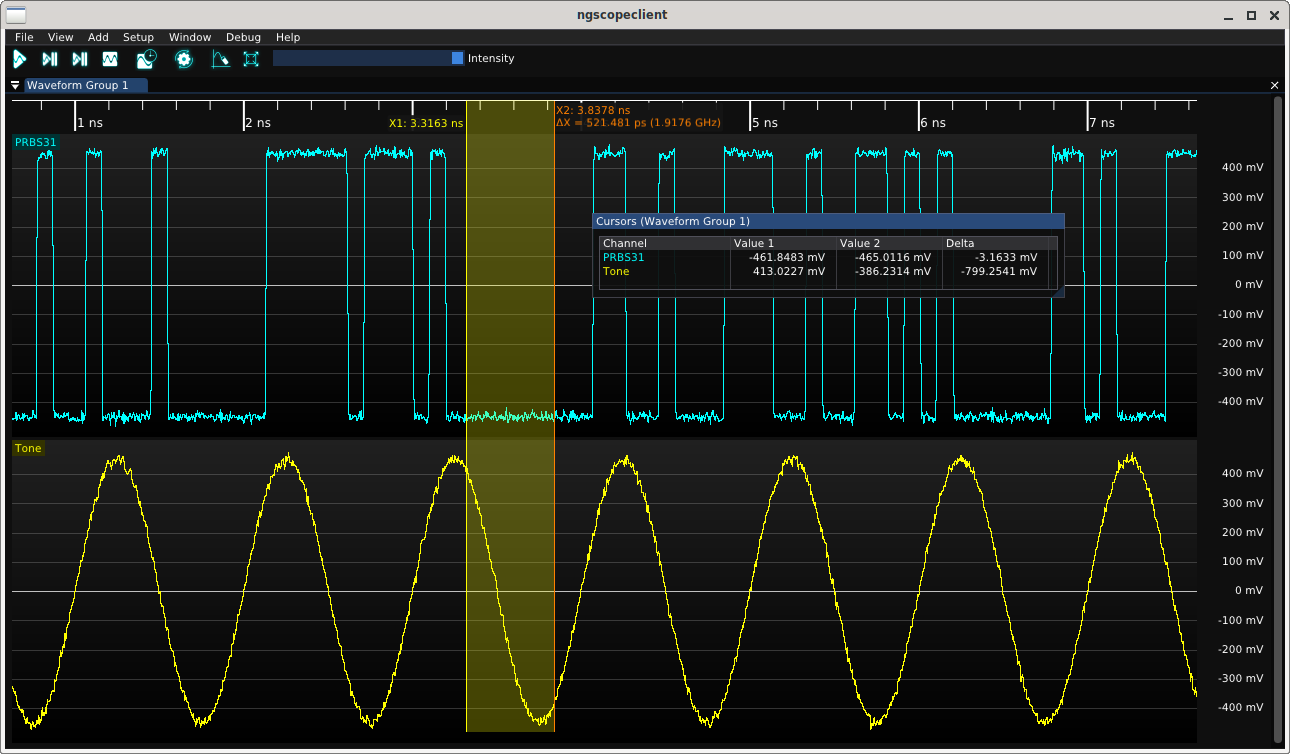 ngscopeclient
File View Add Setup Window Debug Help
Intensity
Waveform Group 1
1 ns
2 ns
X1: 3.3163 ns
X2: 3.8378 ns
ΔX = 521.481 ps (1.9176 GHz)
5 ns
6 ns
7 ns
PRBS31
400 mV
300 mV
200 mV
100 mV
0 mV
-100 mV
-200 mV
-300 mV
-400 mV
Cursors (Waveform Group 1)
Channel Value 1 Value 2 Delta
PRBS31 -461.8483 mV -465.0116 mV -3.1633 mV
Tone 413.0227 mV -386.2314 mV -799.2541 mV
Tone
400 mV
300 mV
200 mV
100 mV
0 mV
-100 mV
-200 mV
-300 mV
-400 mV